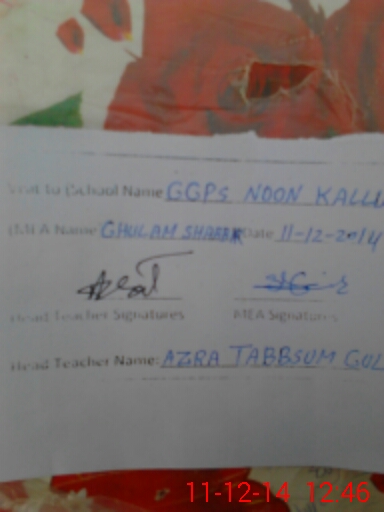 Visit to (School Name GGPS NOON KALLU
(MEA Name GHULAM SHABBIR Date 11-12-2014
Head Teacher Signatures MEA Signatures
Head Teacher Name: AZRA TABBSUM GUL
11-12-14 12:46